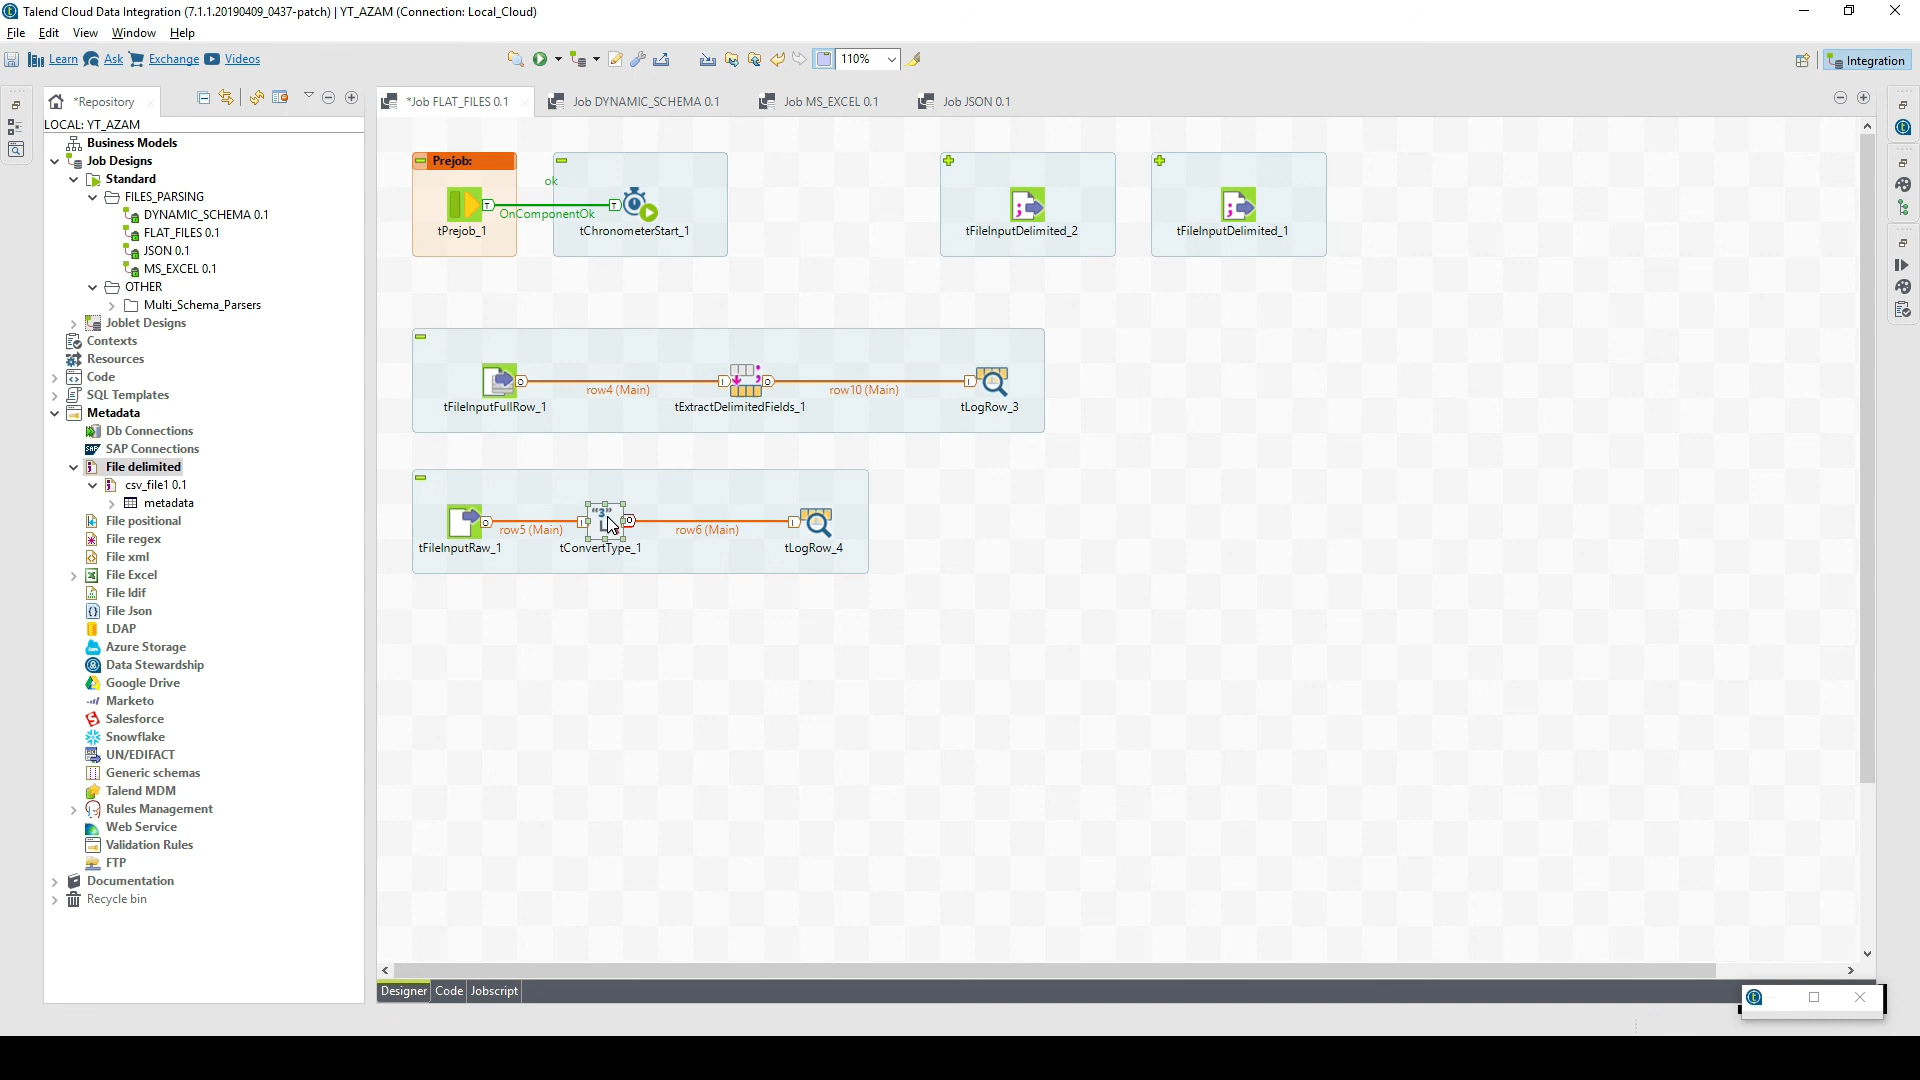 Talend Cloud Data Integration (7.1.1.20190409_0437-patch) | YT_AZAM (Connection: Local_Cloud)
File Edit View Window Help
Learn Ask Exchange Videos 110% Integration
*Repository
*Job FLAT_FILES 0.1 Job DYNAMIC_SCHEMA 0.1 Job MS_EXCEL 0.1 Job JSON 0.1
LOCAL: YT_AZAM
Business Models
Job Designs
Standard
FILES_PARSING
DYNAMIC_SCHEMA 0.1
FLAT_FILES 0.1
JSON 0.1
MS_EXCEL 0.1
OTHER
Multi_Schema_Parsers
Joblet Designs
Contexts
Resources
Code
SQL Templates
Metadata
Db Connections
SAP Connections
File delimited
csv_file1 0.1
metadata
File positional
File regex
File xml
File Excel
File ldif
File Json
LDAP
Azure Storage
Data Stewardship
Google Drive
Marketo
Salesforce
Snowflake
UN/EDIFACT
Generic schemas
Talend MDM
Rules Management
Web Service
Validation Rules
FTP
Documentation
Recycle bin
Prejob:
ok
OnComponentOk
tPrejob_1 tChronometerStart_1 tFileInputDelimited_2 tFileInputDelimited_1
row4 (Main) row10 (Main)
tFileInputFullRow_1 tExtractDelimitedFields_1 tLogRow_3
row5 (Main) row6 (Main)
tFileInputRaw_1 tConvertType_1 tLogRow_4
Designer Code Jobscript